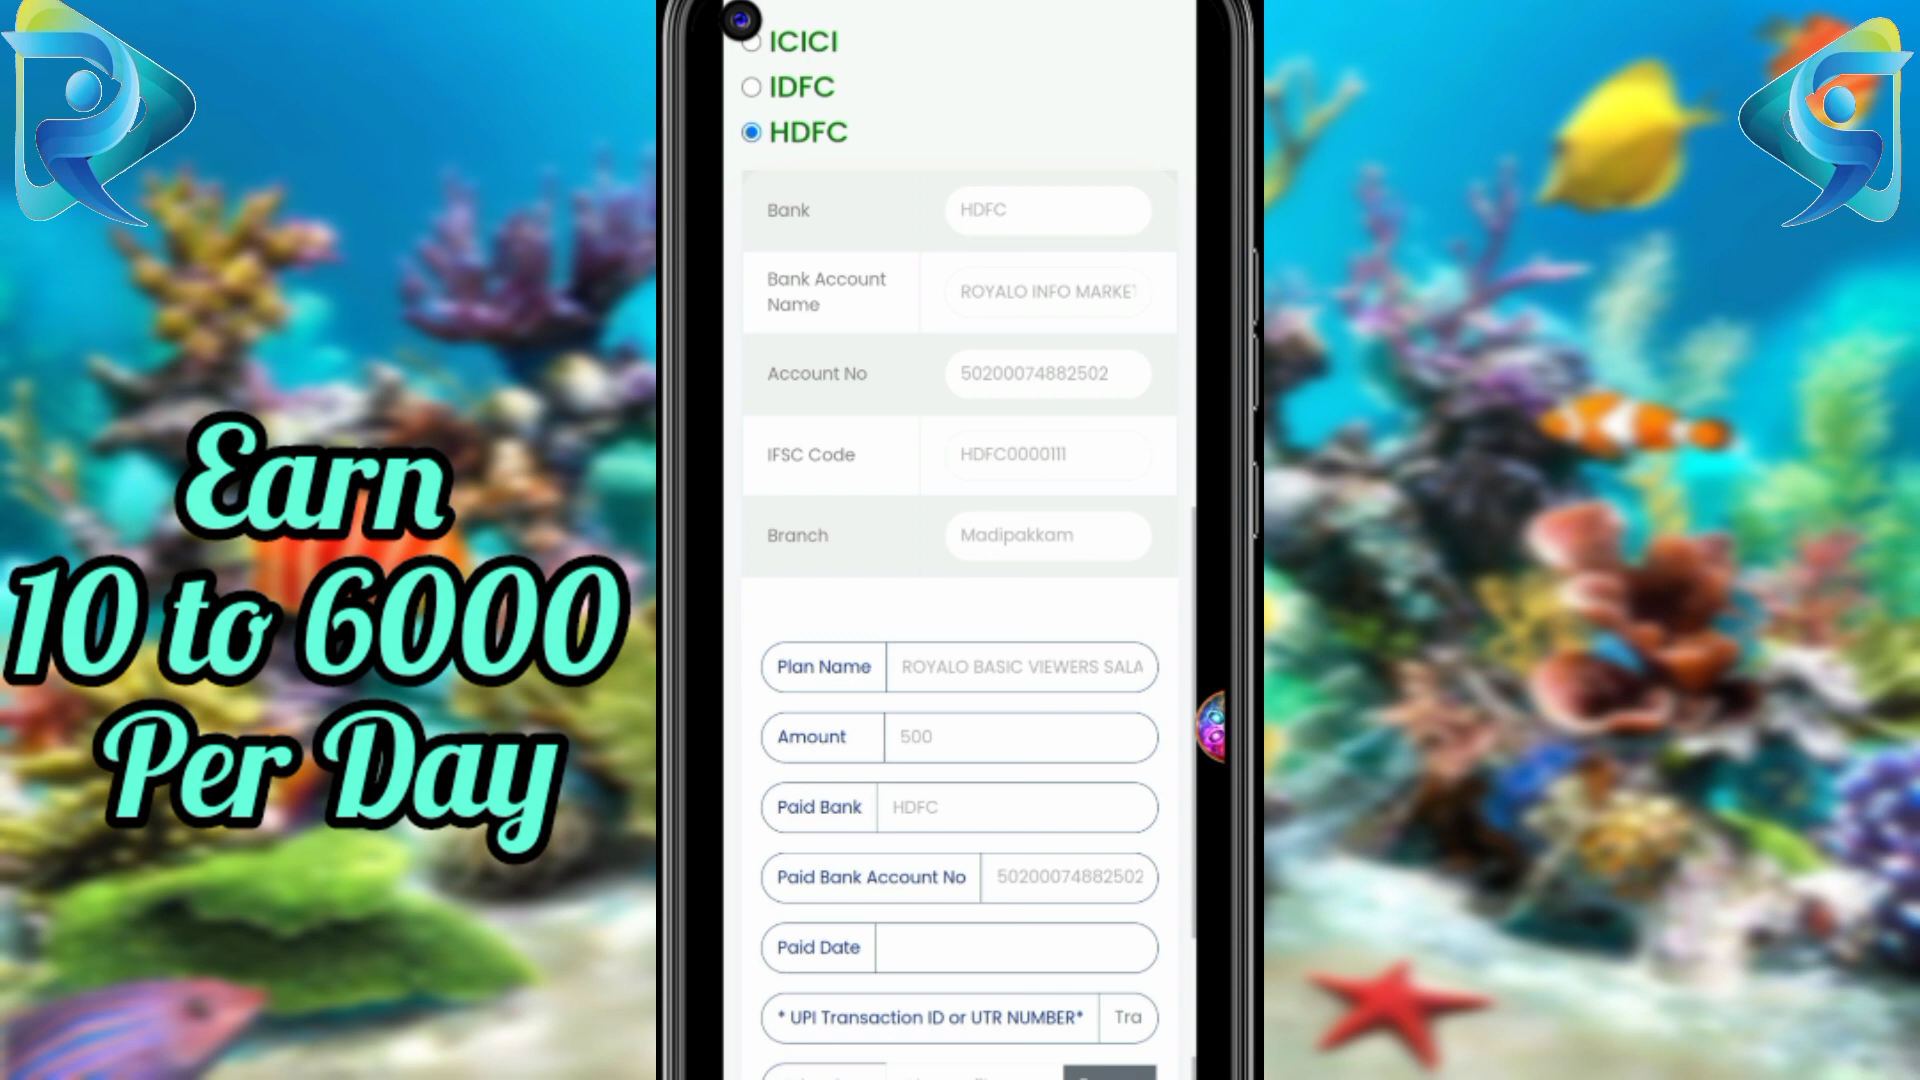 Earn
10 to 6000
Per Day
ICICI
IDFC
HDFC
Bank HDFC
Bank Account Name ROYALO INFO MARKET
Account No 50200074882502
IFSC Code HDFC0000111
Branch Madipakkam
Plan Name ROYALO BASIC VIEWERS SALA
Amount 500
Paid Bank HDFC
Paid Bank Account No 50200074882502
Paid Date
* UPI Transaction ID or UTR NUMBER* Tra